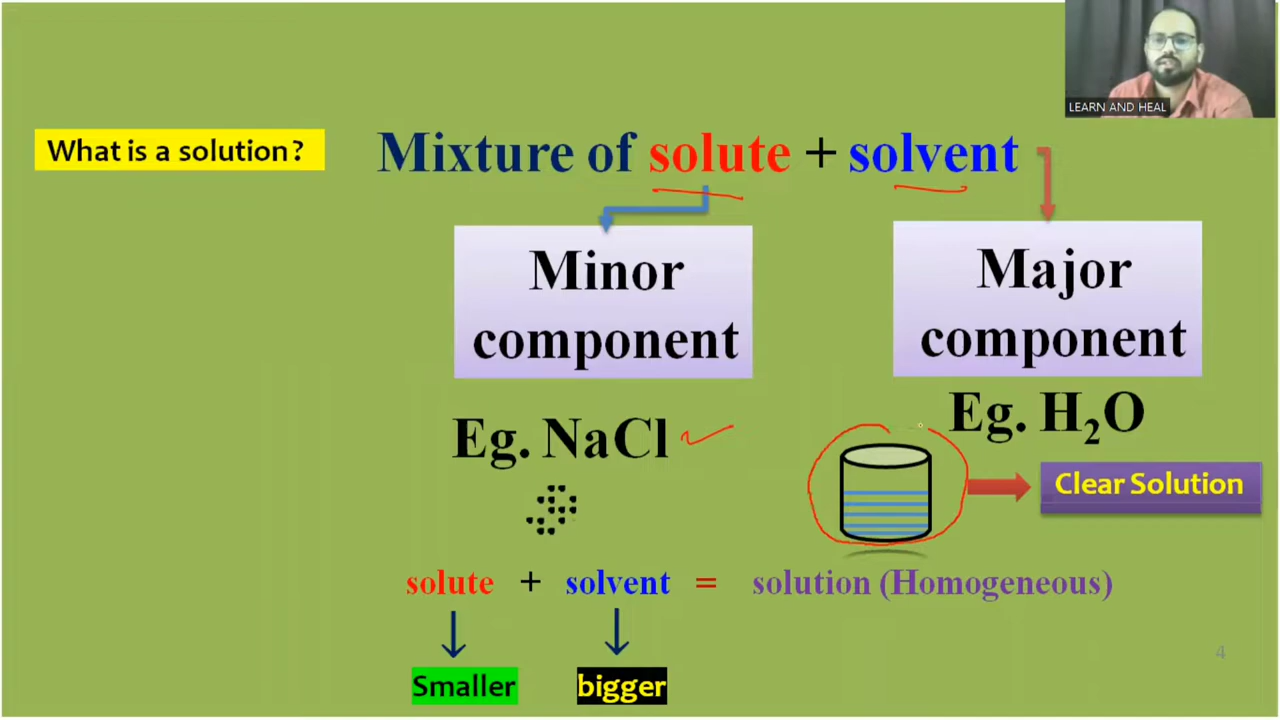 LEARN AND HEAL
What is a solution?
Mixture of solute + solvent
Minor
component
Major
component
Eg. NaCl
Eg. H₂O
Clear Solution
solute + solvent = solution (Homogeneous)
Smaller
bigger
4